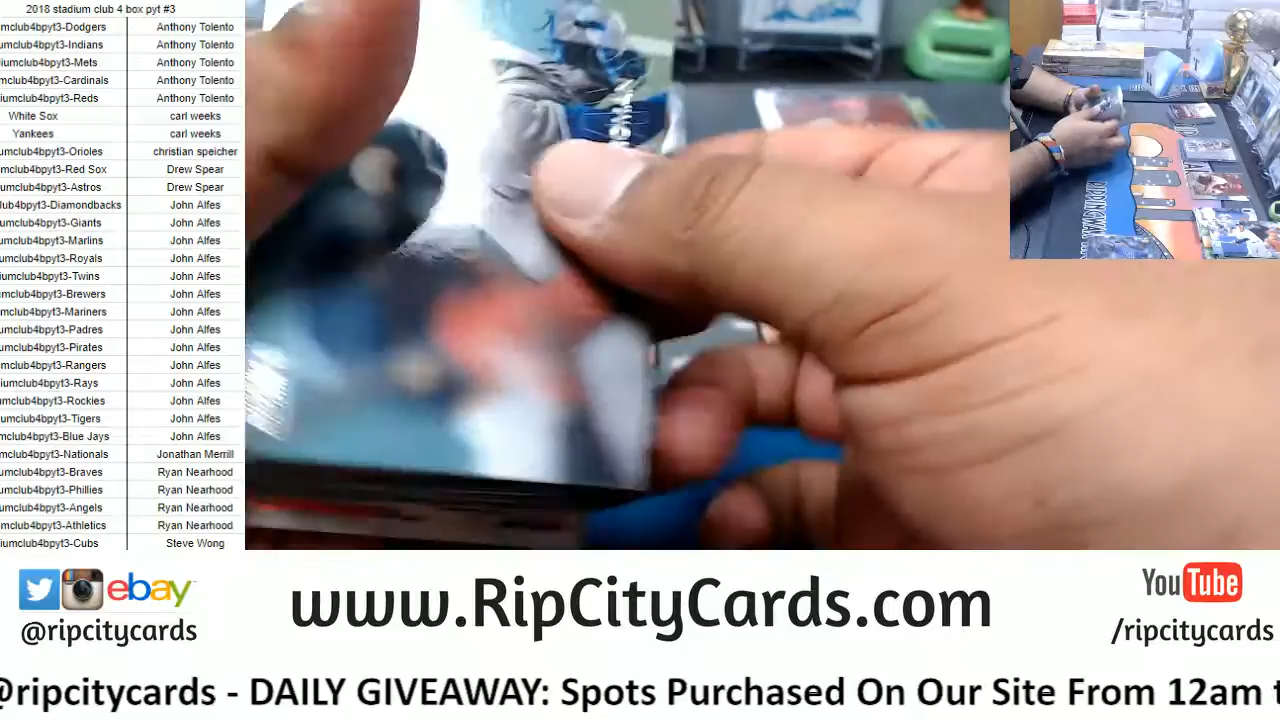 2018 stadium club 4 box pyt #3
mclub4bpyt3-Dodgers Anthony Tolento
umclub4bpyt3-Indians Anthony Tolento
iumclub4bpyt3-Mets Anthony Tolento
mclub4bpyt3-Cardinals Anthony Tolento
iumclub4bpyt3-Reds Anthony Tolento
White Sox carl weeks
Yankees carl weeks
umclub4bpyt3-Orioles christian speicher
umclub4bpyt3-Red Sox Drew Spear
umclub4bpyt3-Astros Drew Spear
lub4bpyt3-Diamondbacks John Alfes
umclub4bpyt3-Giants John Alfes
umclub4bpyt3-Marlins John Alfes
umclub4bpyt3-Royals John Alfes
iumclub4bpyt3-Twins John Alfes
umclub4bpyt3-Brewers John Alfes
mclub4bpyt3-Mariners John Alfes
umclub4bpyt3-Padres John Alfes
umclub4bpyt3-Pirates John Alfes
mclub4bpyt3-Rangers John Alfes
iumclub4bpyt3-Rays John Alfes
mclub4bpyt3-Rockies John Alfes
umclub4bpyt3-Tigers John Alfes
mclub4bpyt3-Blue Jays John Alfes
mclub4bpyt3-Nationals Jonathan Merrill
umclub4bpyt3-Braves Ryan Nearhood
mclub4bpyt3-Phillies Ryan Nearhood
umclub4bpyt3-Angels Ryan Nearhood
mclub4bpyt3-Athletics Ryan Nearhood
iumclub4bpyt3-Cubs Steve Wong
ebay
@ripcitycards
www.RipCityCards.com
YouTube
/ripcitycards
@ripcitycards - DAILY GIVEAWAY: Spots Purchased On Our Site From 12am t